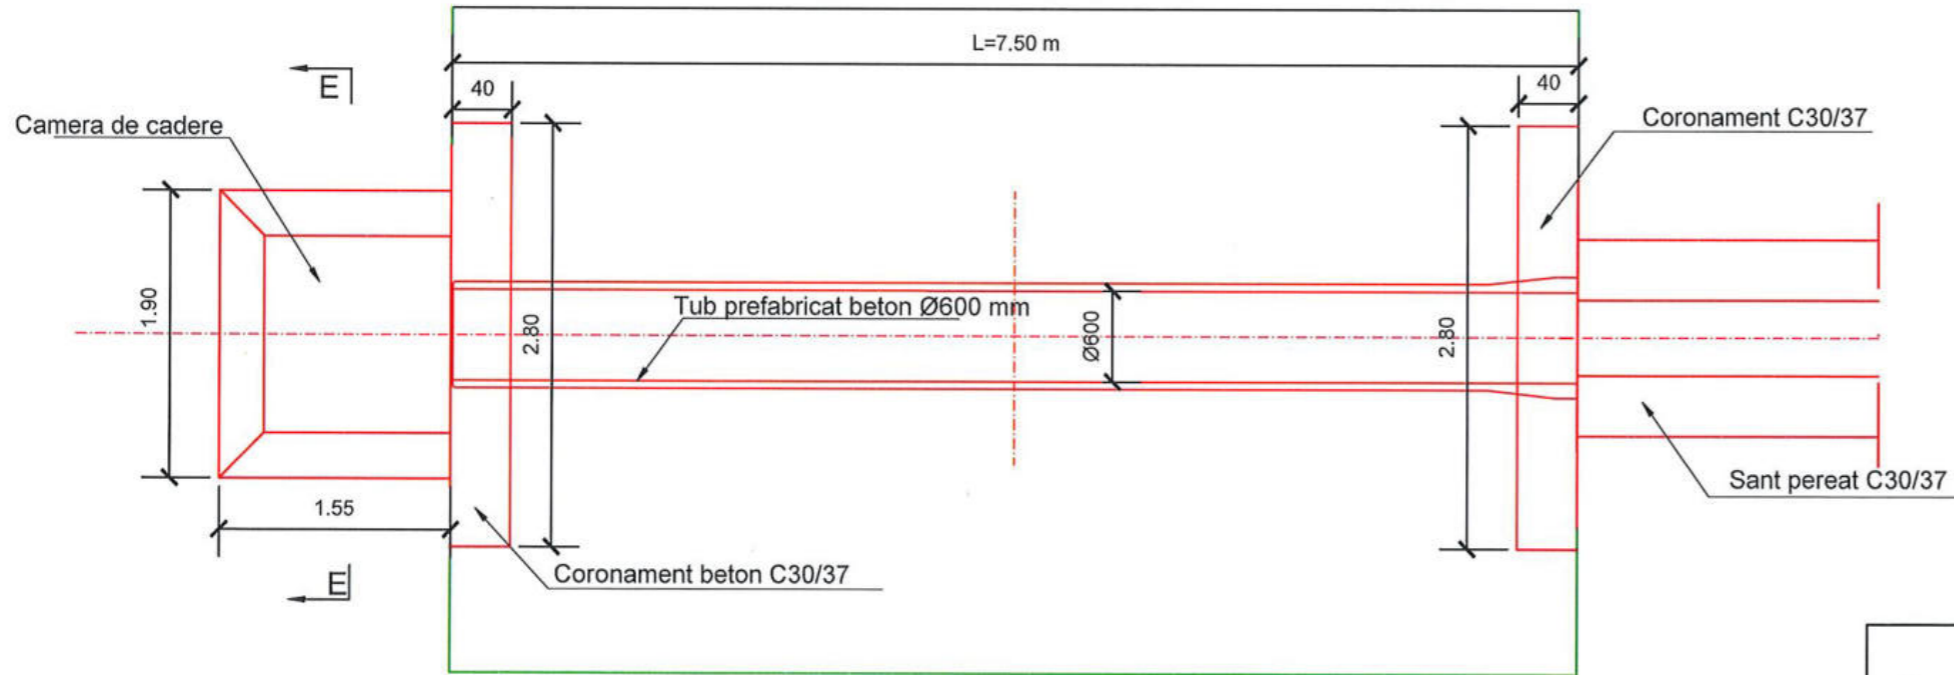 L=7.50 m
E
40
40
Camera de cadere
Coronament C30/37
1.90
2.80
Tub prefabricat beton Ø600 mm
Ø600
2.80
Sant pereat C30/37
1.55
Coronament beton C30/37
E